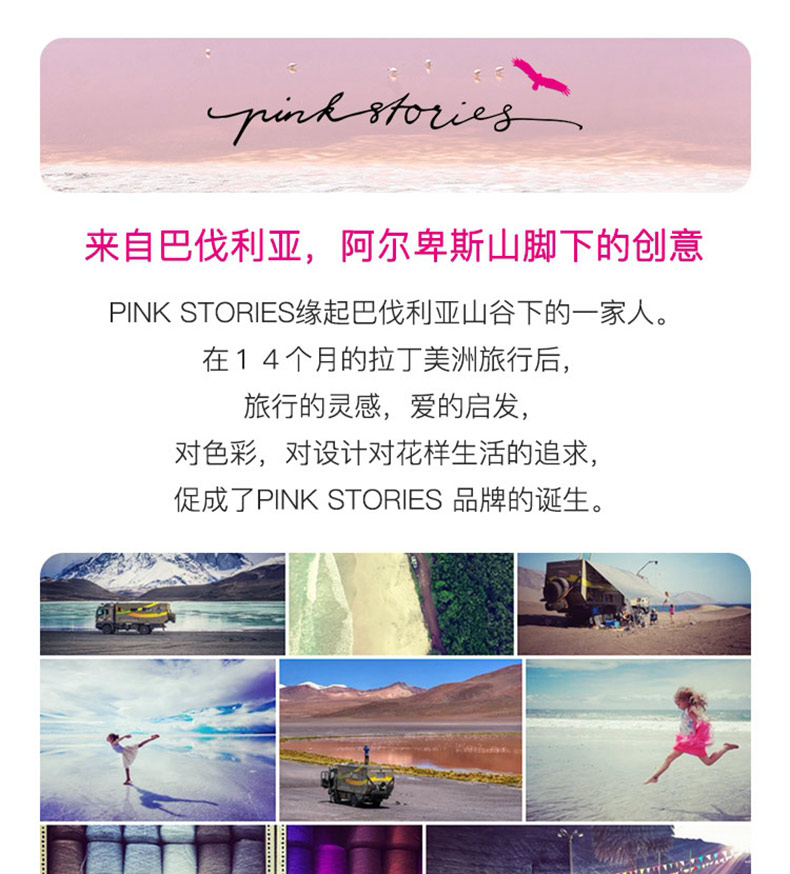 pink stories
来自巴伐利亚，阿尔卑斯山脚下的创意
PINK STORIES缘起巴伐利亚山谷下的一家人。
在１４个月的拉丁美洲旅行后，
旅行的灵感，爱的启发，
对色彩，对设计对花样生活的追求，
促成了PINK STORIES 品牌的诞生。